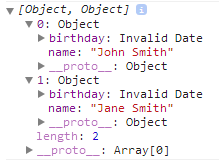 ▼ [Object, Object] i
▼ 0: Object
▶ birthday: Invalid Date
name: "John Smith"
▶ __proto__: Object
▼ 1: Object
▶ birthday: Invalid Date
name: "Jane Smith"
▶ __proto__: Object
length: 2
▶ __proto__: Array[0]